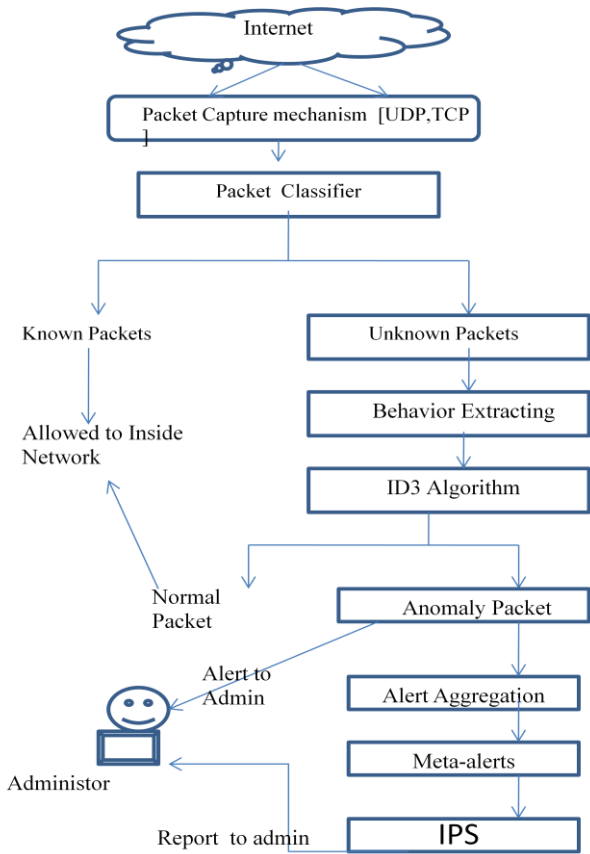 Internet
Packet Capture mechanism [UDP,TCP
]
Packet Classifier
Known Packets
Unknown Packets
Behavior Extracting
Allowed to Inside
Network
ID3 Algorithm
Normal
Packet
Anomaly Packet
Alert to
Admin
Alert Aggregation
Meta-alerts
Administor
Report to admin
IPS